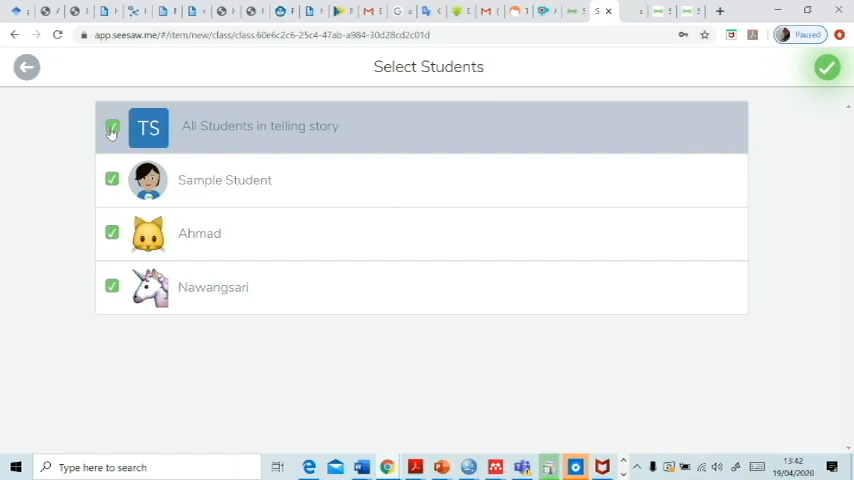 app.seesaw.me/#/item/new/class/class.60e6c2c6-25c4-47ab-a984-30d28cd2c01d
Paused
Select Students
TS
All Students in telling story
Sample Student
Ahmad
Nawangsari
Type here to search
13:42
19/04/2020